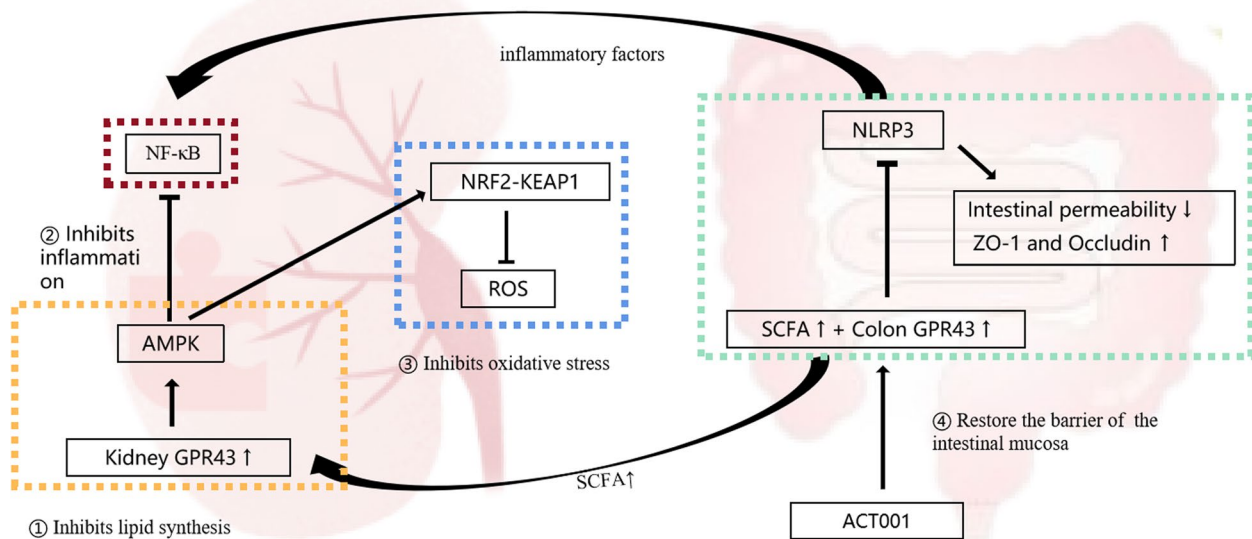 inflammatory factors
NF-κB
② Inhibits
inflammati
on
AMPK
Kidney GPR43 ↑
① Inhibits lipid synthesis
NRF2-KEAP1
ROS
③ Inhibits oxidative stress
SCFA↑
NLRP3
Intestinal permeability ↓
ZO-1 and Occludin ↑
SCFA ↑ + Colon GPR43 ↑
④ Restore the barrier of the
intestinal mucosa
ACT001